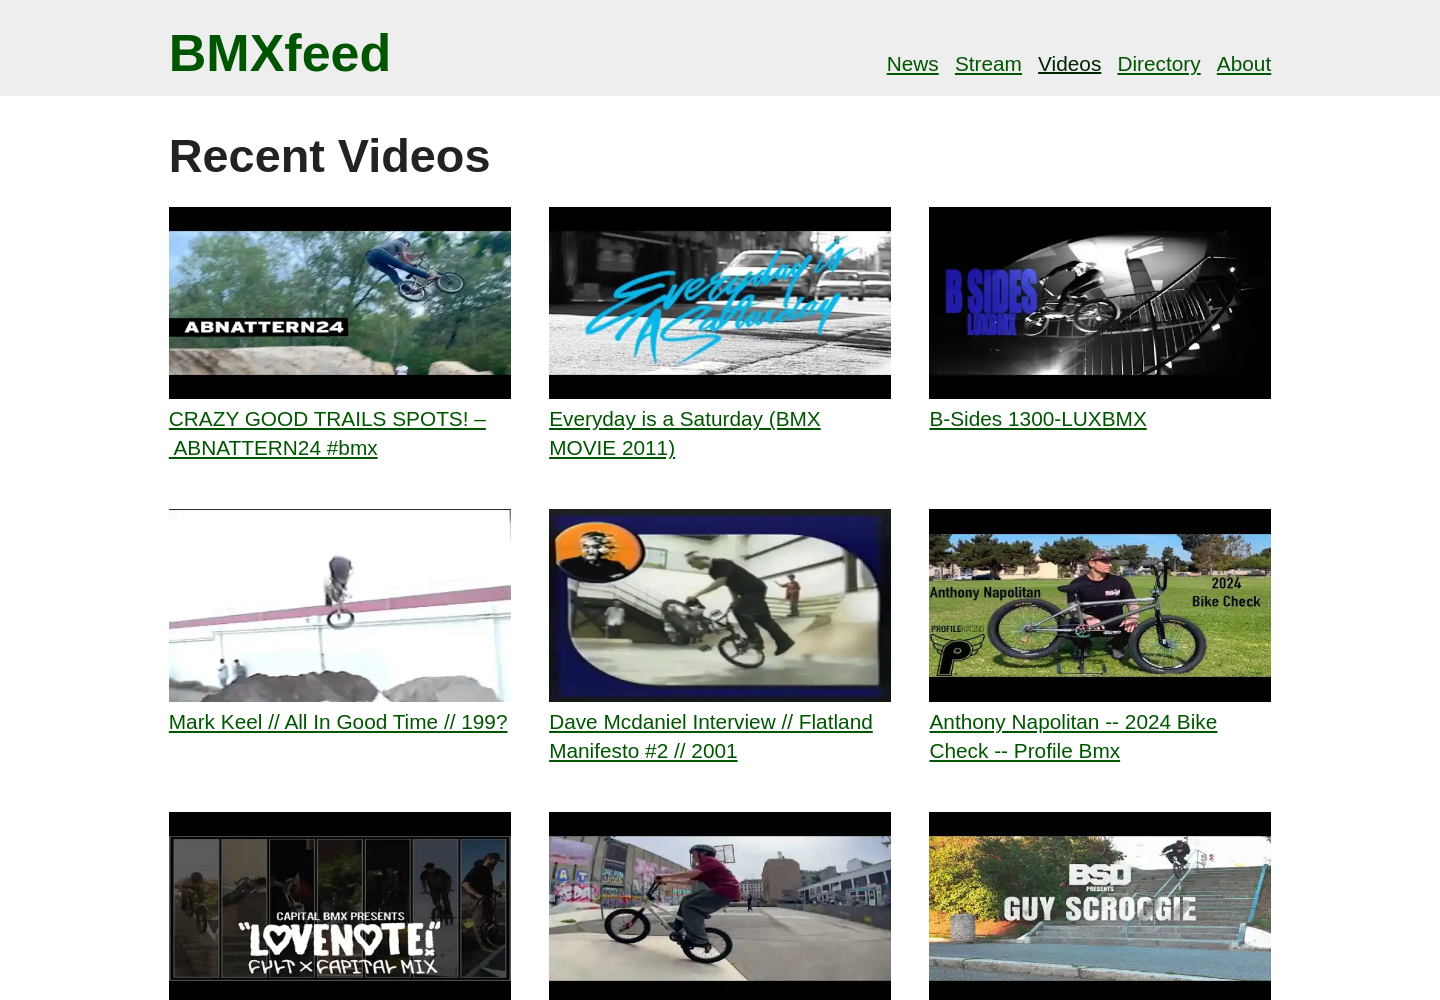 BMXfeed
News Stream Videos Directory About
Recent Videos
ABNATTERN24
Everyday is
A Saturday
B SIDES
LUXBMX
CRAZY GOOD TRAILS SPOTS! –
ABNATTERN24 #bmx
Everyday is a Saturday (BMX
MOVIE 2011)
B-Sides 1300-LUXBMX
Anthony Napolitan
2024
Bike Check
PROFILERACING
P
Mark Keel // All In Good Time // 199?
Dave Mcdaniel Interview // Flatland
Manifesto #2 // 2001
Anthony Napolitan -- 2024 Bike
Check -- Profile Bmx
CAPITAL BMX PRESENTS
"LOVENOTE!"
CVLT X CAPITAL MIX
BSD
PRESENTS
GUY SCROGGIE